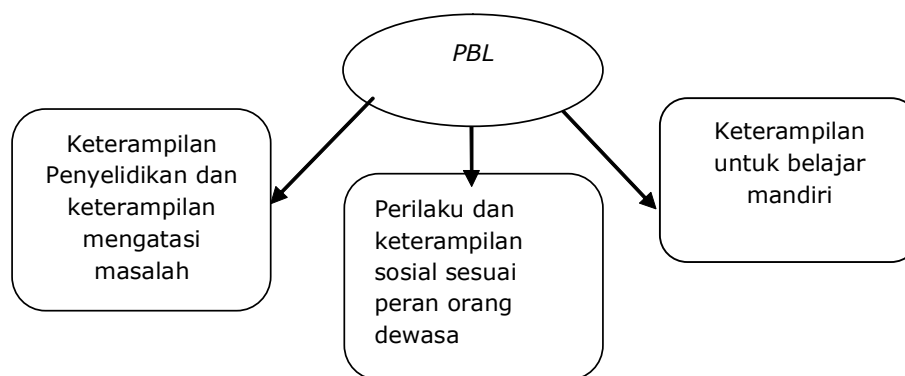 PBL
Keterampilan
Penyelidikan dan
keterampilan
mengatasi
masalah
Perilaku dan
keterampilan
sosial sesuai
peran orang
dewasa
Keterampilan
untuk belajar
mandiri